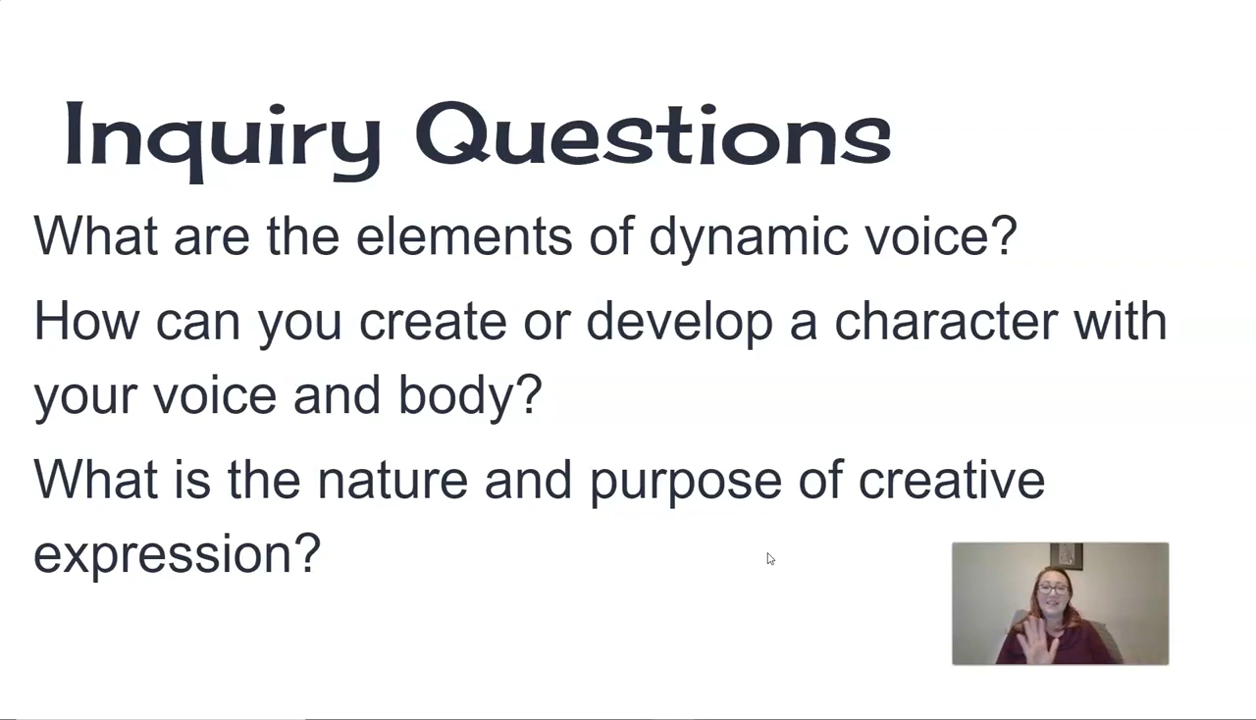 Inquiry Questions
What are the elements of dynamic voice?
How can you create or develop a character with
your voice and body?
What is the nature and purpose of creative
expression?